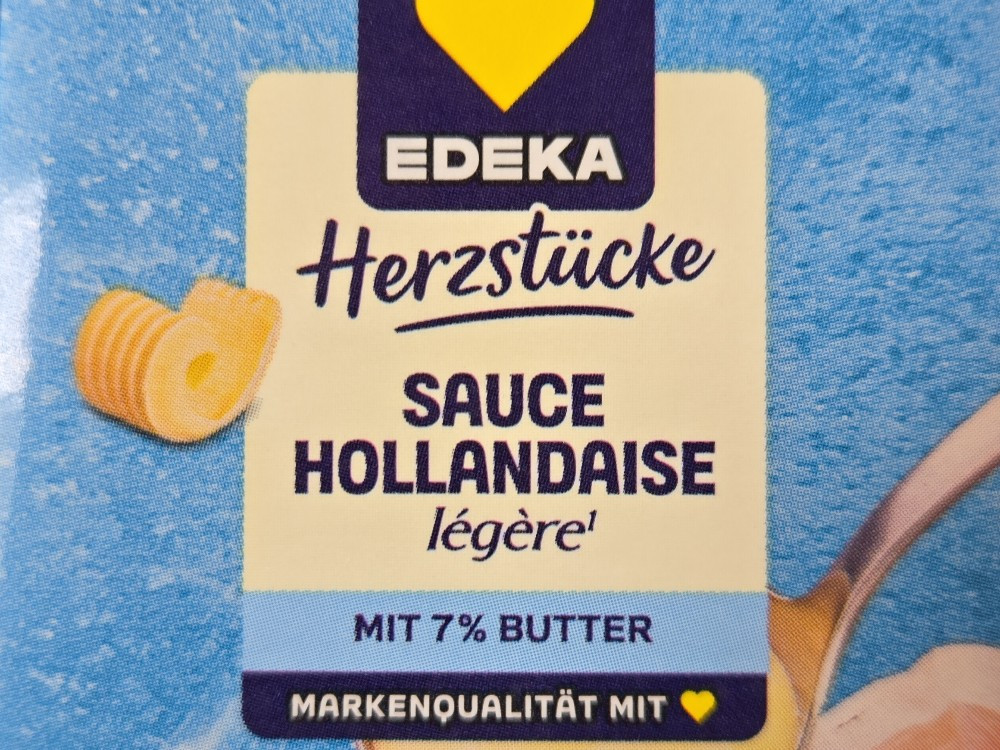 EDEKA
Herzstücke
SAUCE
HOLLANDAISE
légère¹
MIT 7% BUTTER
MARKENQUALITÄT MIT